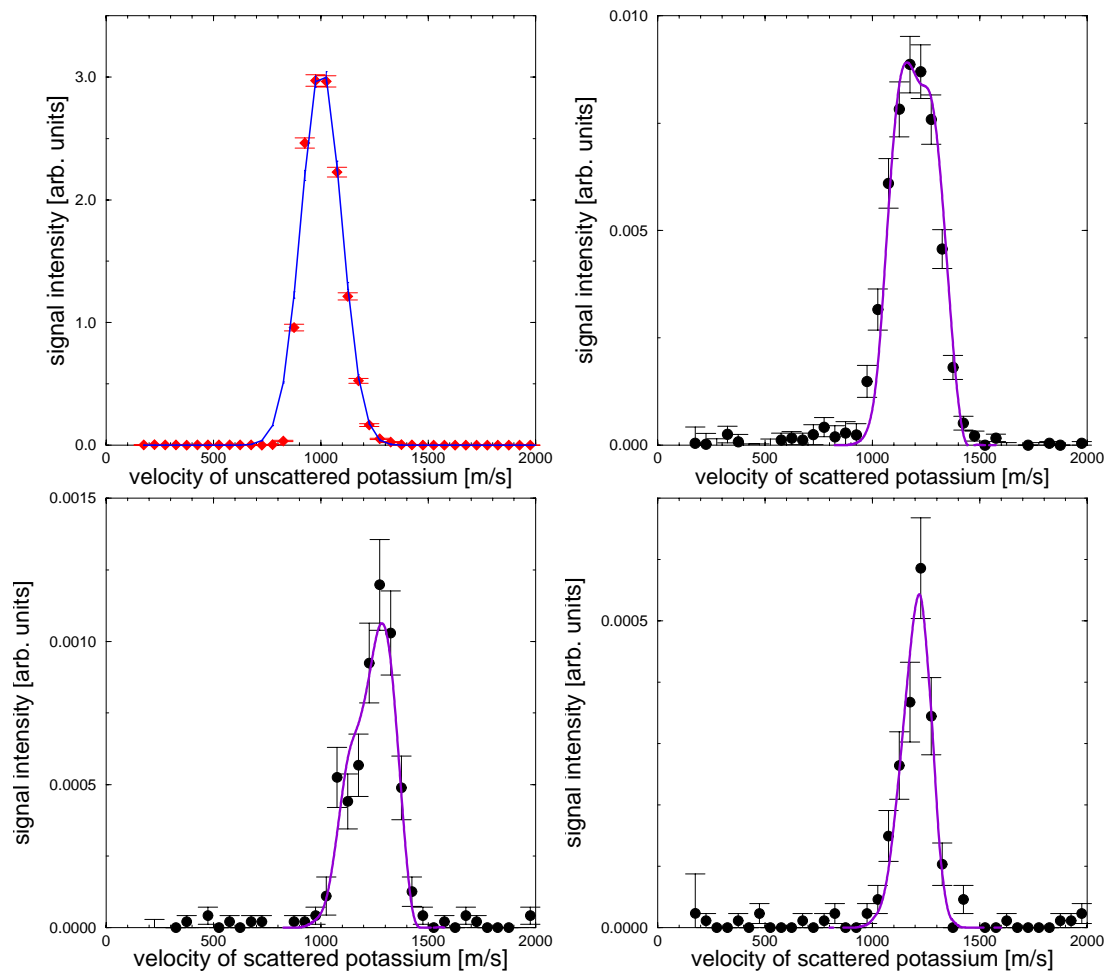 signal intensity [arb. units]
3.0
2.0
1.0
0.0
0 500 1000 1500 2000
velocity of unscattered potassium [m/s]
signal intensity [arb. units]
0.010
0.005
0.000
0 500 1000 1500 2000
velocity of scattered potassium [m/s]
signal intensity [arb. units]
0.0015
0.0010
0.0005
0.0000
0 500 1000 1500 2000
velocity of scattered potassium [m/s]
signal intensity [arb. units]
0.0005
0.0000
0 500 1000 1500 2000
velocity of scattered potassium [m/s]